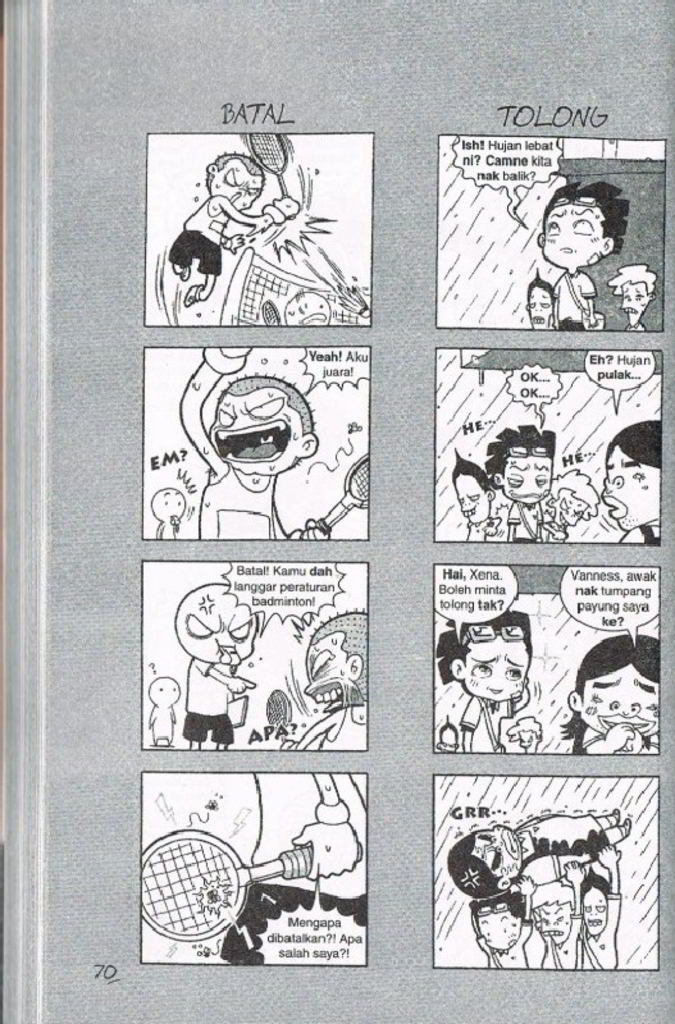 BATAL
Yeah! Aku
juara!
EM?
Batal! Kamu dah
langgar peraturan
badminton!
APA?
Mengapa
dibatalkan?! Apa
salah saya?!
TOLONG
Ish!! Hujan lebat
ni? Camne kita
nak balik?
OK....
OK....
Eh? Hujan
pulak...
HE...
HE...
Hai, Xena.
Boleh minta
tolong tak?
Vanness, awak
nak tumpang
payung saya
ke?
GRR...
70